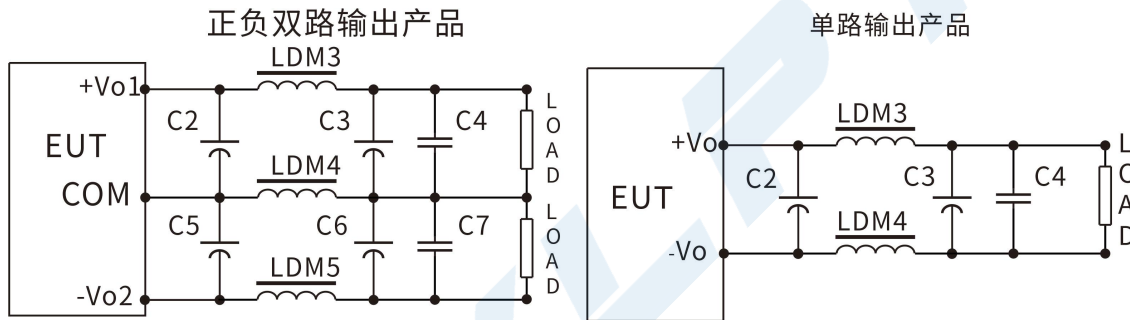 正负双路输出产品
LDM3
+Vo1
C2
C3
C4
LOAD
EUT
LDM4
COM
C5
C6
C7
LOAD
LDM5
-Vo2
单路输出产品
LDM3
+Vo
C2
C3
C4
LOAD
EUT
LDM4
-Vo